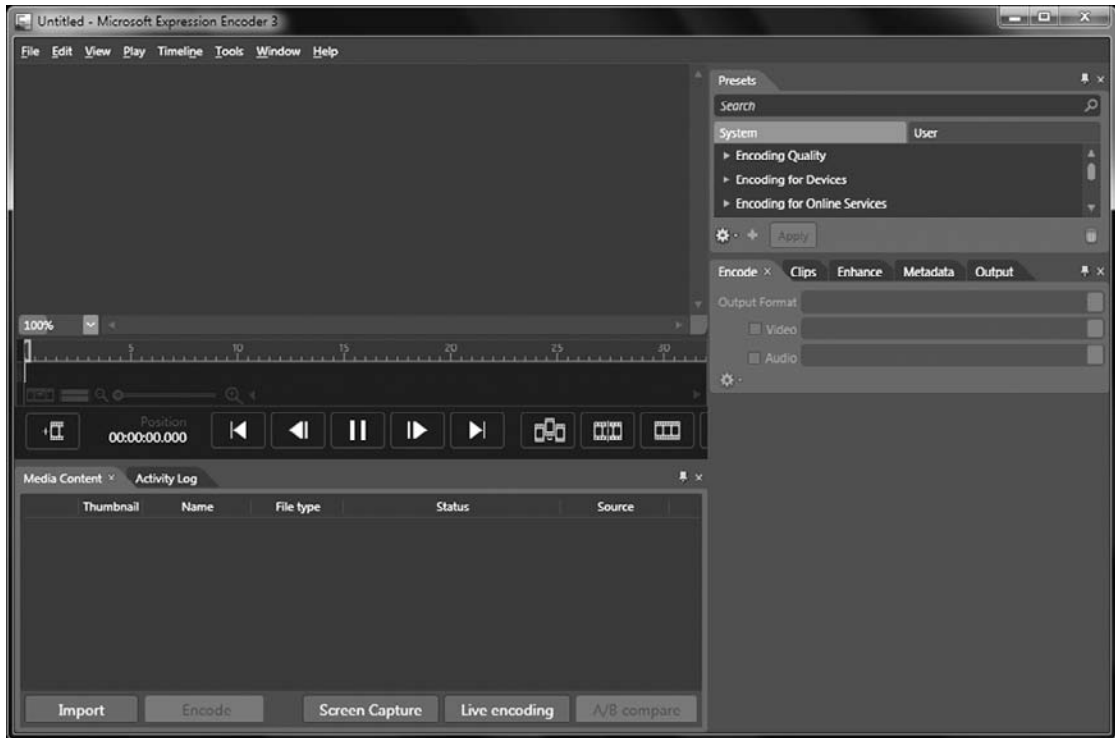 Untitled - Microsoft Expression Encoder 3
File Edit View Play Timeline Tools Window Help
Presets
Search
System User
Encoding Quality
Encoding for Devices
Encoding for Online Services
Apply
Encode Clips Enhance Metadata Output
Output Format
Video
Audio
100%
5 10 15 20 25 30
Position
00:00:00.000
Media Content Activity Log
Thumbnail Name File type Status Source
Import Encode Screen Capture Live encoding A/B compare